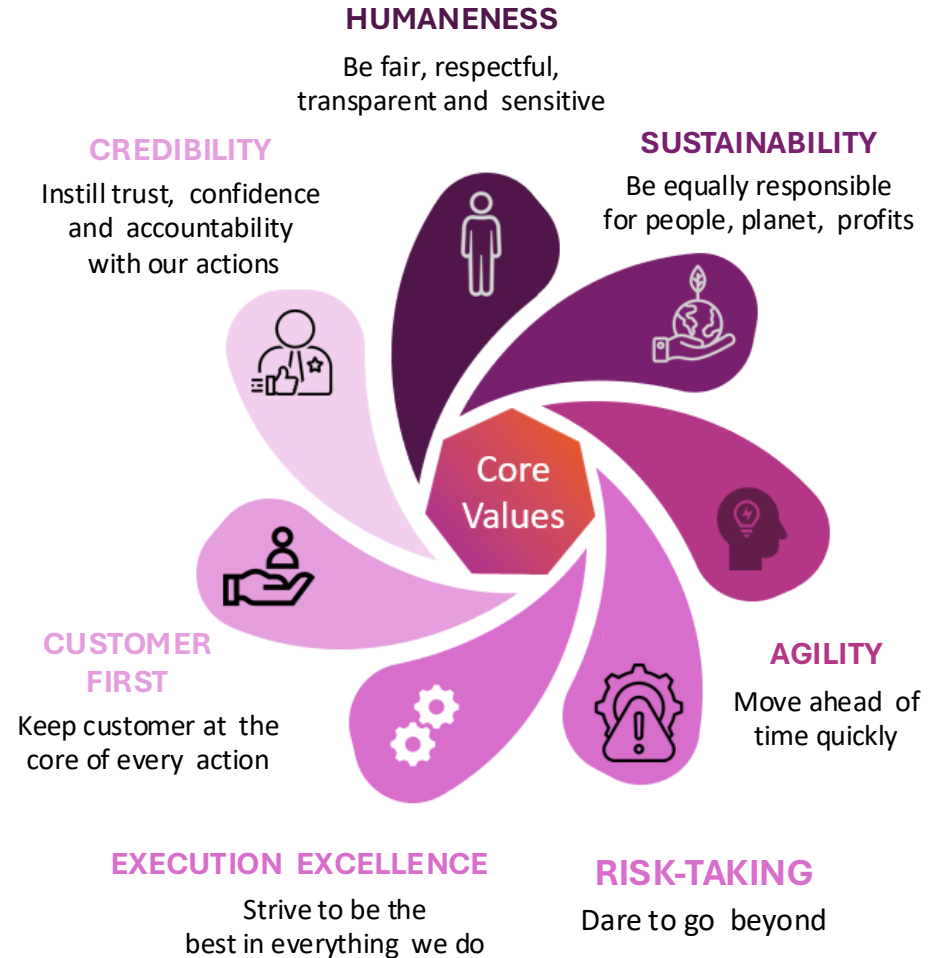 HUMANENESS
Be fair, respectful,
transparent and sensitive
SUSTAINABILITY
Be equally responsible
for people, planet, profits
CREDIBILITY
Instill trust, confidence
and accountability
with our actions
Core
Values
CUSTOMER
FIRST
Keep customer at the
core of every action
AGILITY
Move ahead of
time quickly
EXECUTION EXCELLENCE
Strive to be the
best in everything we do
RISK-TAKING
Dare to go beyond